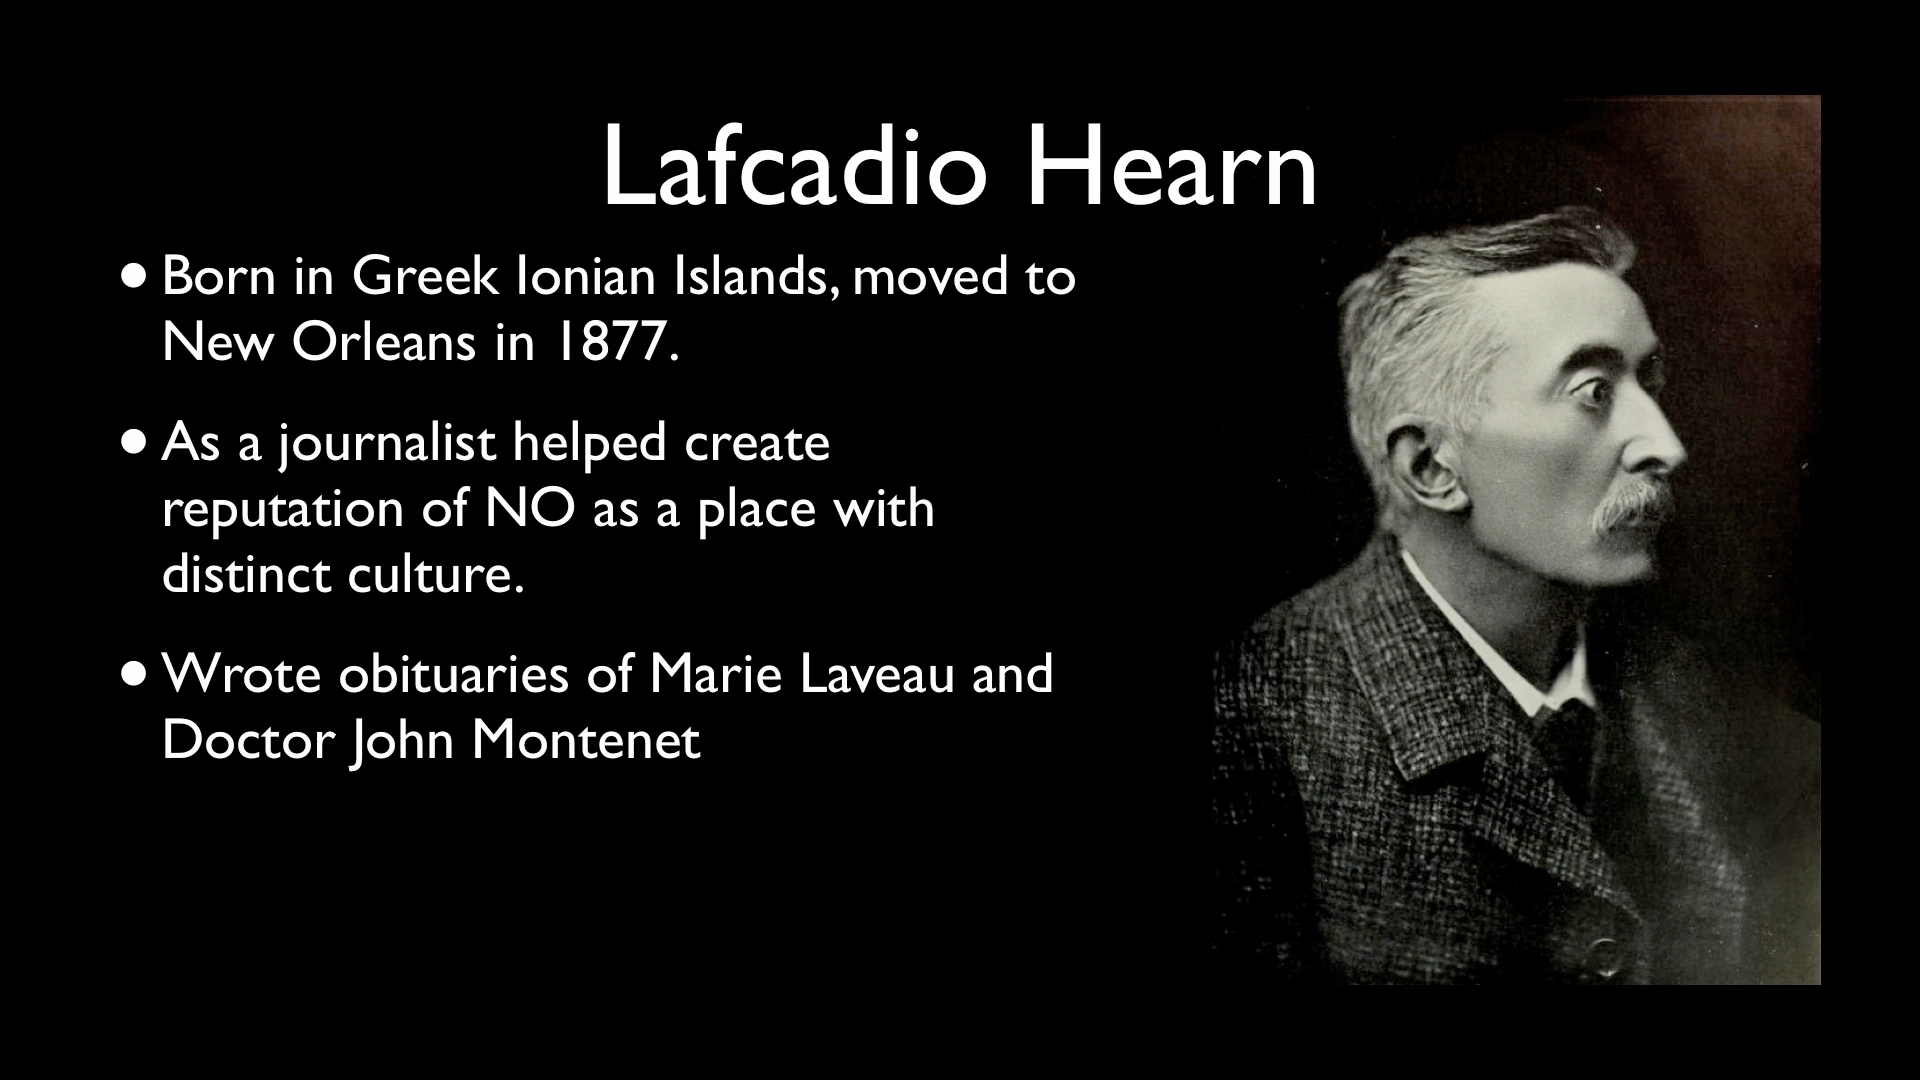 Lafcadio Hearn
• Born in Greek Ionian Islands, moved to
New Orleans in 1877.
• As a journalist helped create
reputation of NO as a place with
distinct culture.
• Wrote obituaries of Marie Laveau and
Doctor John Montenet